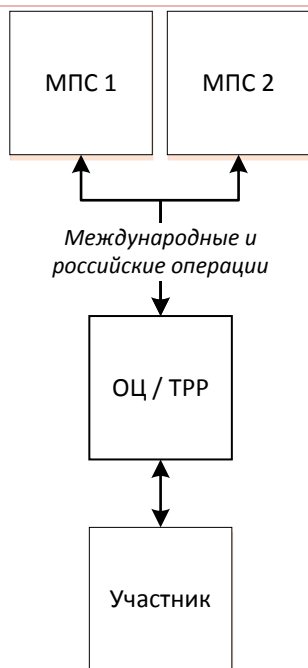 МПС 1
МПС 2
Международные и
российские операции
ОЦ / ТРР
Участник